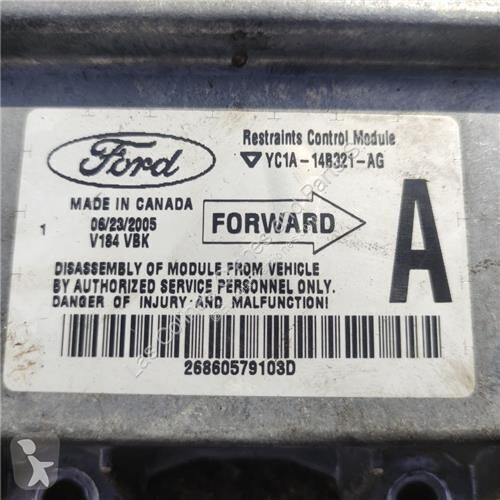 Ford
Restraints Control Module
YC1A-14B321-AG
MADE IN CANADA
06/23/2005
V184 VBK
1
FORWARD
A
DISASSEMBLY OF MODULE FROM VEHICLE
BY AUTHORIZED SERVICE PERSONNEL ONLY.
DANGER OF INJURY AND MALFUNCTION!
26860579103D